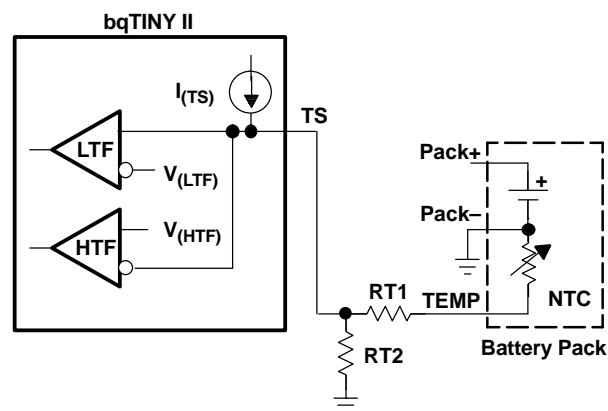 bqTINY II
I(TS)
TS
LTF
V(LTF)
V(HTF)
HTF
Pack+
+
Pack–
RT1
TEMP
NTC
RT2
Battery Pack